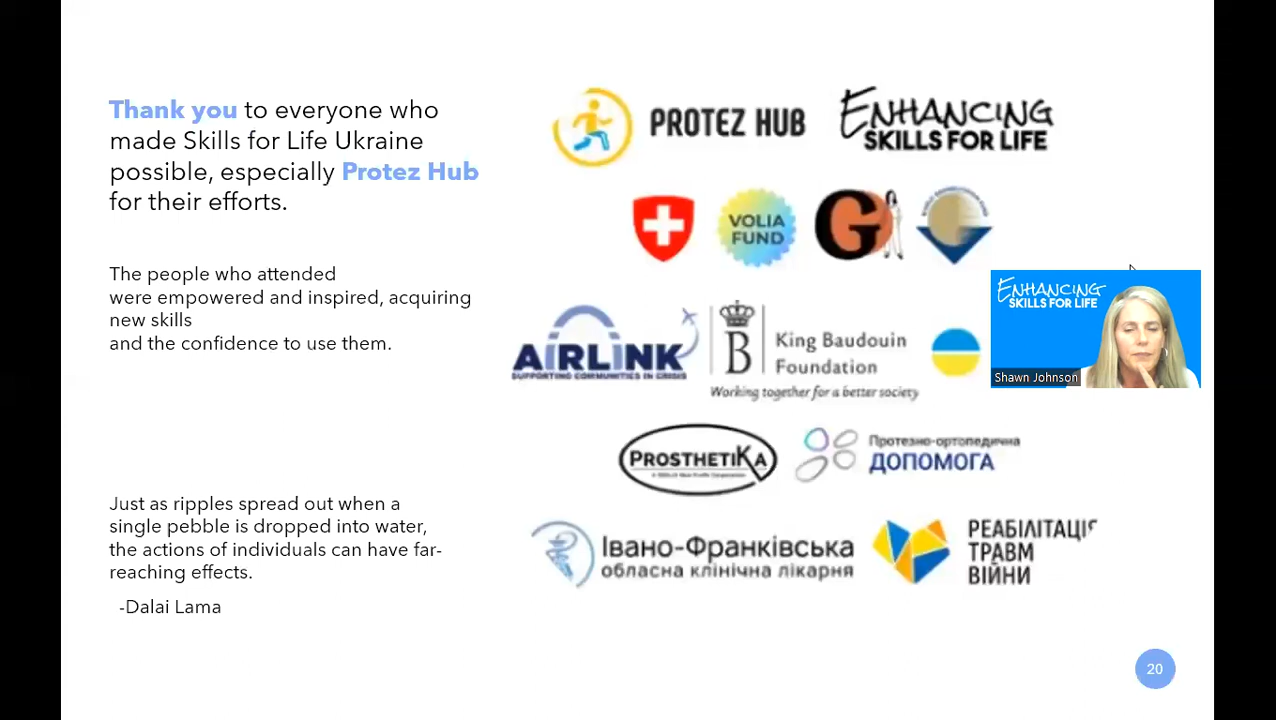 Thank you to everyone who
made Skills for Life Ukraine
possible, especially Protez Hub
for their efforts.
The people who attended
were empowered and inspired, acquiring
new skills
and the confidence to use them.
Just as ripples spread out when a
single pebble is dropped into water,
the actions of individuals can have far-
reaching effects.
-Dalai Lama
PROTEZ HUB
ENHANCING
SKILLS FOR LIFE
VOLIA
FUND
G
AIRLINK
SUPPORTING COMMUNITIES IN CRISIS
B
King Baudouin
Foundation
Working together for a better society
ENHANCING
SKILLS FOR LIFE
Shawn Johnson
PROSTHETIKA
Протезно-ортопедична
ДОПОМОГА
Івано-Франківська
обласна клінічна лікарня
РЕАБІЛІТАЦІЯ
ТРАВМ
ВІЙНИ
20